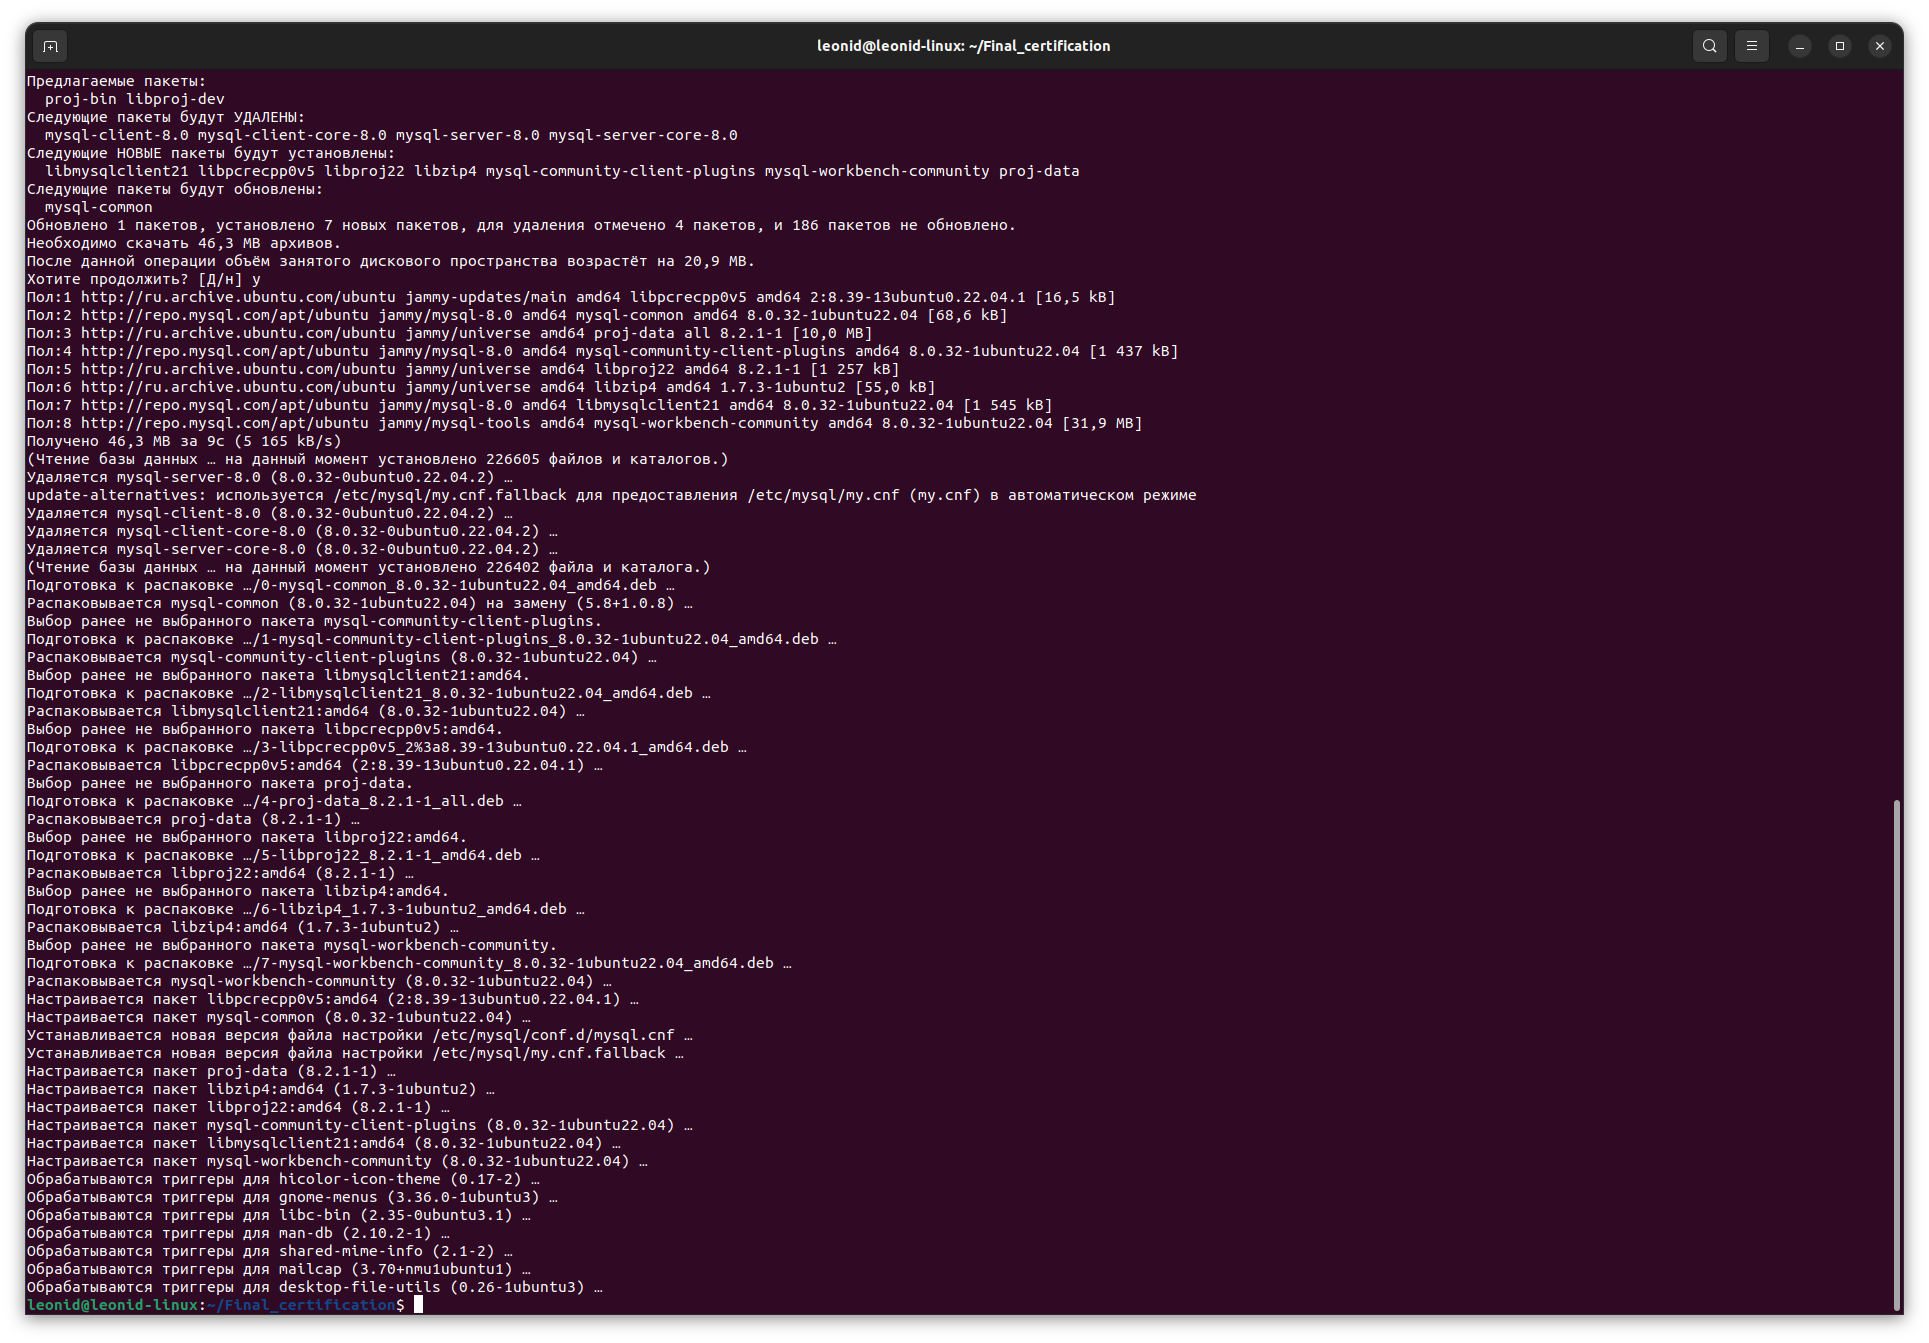 leonid@leonid-linux: ~/Final_certification
Предлагаемые пакеты:
  proj-bin libproj-dev
Следующие пакеты будут УДАЛЕНЫ:
  mysql-client-8.0 mysql-client-core-8.0 mysql-server-8.0 mysql-server-core-8.0
Следующие НОВЫЕ пакеты будут установлены:
  libmysqlclient21 libpcrecpp0v5 libproj22 libzip4 mysql-community-client-plugins mysql-workbench-community proj-data
Следующие пакеты будут обновлены:
  mysql-common
Обновлено 1 пакетов, установлено 7 новых пакетов, для удаления отмечено 4 пакетов, и 186 пакетов не обновлено.
Необходимо скачать 46,3 MB архивов.
После данной операции объём занятого дискового пространства возрастёт на 20,9 MB.
Хотите продолжить? [Д/н] y
Пол:1 http://ru.archive.ubuntu.com/ubuntu jammy-updates/main amd64 libpcrecpp0v5 amd64 2:8.39-13ubuntu0.22.04.1 [16,5 kB]
Пол:2 http://repo.mysql.com/apt/ubuntu jammy/mysql-8.0 amd64 mysql-common amd64 8.0.32-1ubuntu22.04 [68,6 kB]
Пол:3 http://ru.archive.ubuntu.com/ubuntu jammy/universe amd64 proj-data all 8.2.1-1 [10,0 MB]
Пол:4 http://repo.mysql.com/apt/ubuntu jammy/mysql-8.0 amd64 mysql-community-client-plugins amd64 8.0.32-1ubuntu22.04 [1 437 kB]
Пол:5 http://ru.archive.ubuntu.com/ubuntu jammy/universe amd64 libproj22 amd64 8.2.1-1 [1 257 kB]
Пол:6 http://ru.archive.ubuntu.com/ubuntu jammy/universe amd64 libzip4 amd64 1.7.3-1ubuntu2 [55,0 kB]
Пол:7 http://repo.mysql.com/apt/ubuntu jammy/mysql-8.0 amd64 libmysqlclient21 amd64 8.0.32-1ubuntu22.04 [1 545 kB]
Пол:8 http://repo.mysql.com/apt/ubuntu jammy/mysql-tools amd64 mysql-workbench-community amd64 8.0.32-1ubuntu22.04 [31,9 MB]
Получено 46,3 MB за 9с (5 165 kB/s)
(Чтение базы данных … на данный момент установлено 226605 файлов и каталогов.)
Удаляется mysql-server-8.0 (8.0.32-0ubuntu0.22.04.2) …
update-alternatives: используется /etc/mysql/my.cnf.fallback для предоставления /etc/mysql/my.cnf (my.cnf) в автоматическом режиме
Удаляется mysql-client-8.0 (8.0.32-0ubuntu0.22.04.2) …
Удаляется mysql-client-core-8.0 (8.0.32-0ubuntu0.22.04.2) …
Удаляется mysql-server-core-8.0 (8.0.32-0ubuntu0.22.04.2) …
(Чтение базы данных … на данный момент установлено 226402 файла и каталога.)
Подготовка к распаковке …/0-mysql-common_8.0.32-1ubuntu22.04_amd64.deb …
Распаковывается mysql-common (8.0.32-1ubuntu22.04) на замену (5.8+1.0.8) …
Выбор ранее не выбранного пакета mysql-community-client-plugins.
Подготовка к распаковке …/1-mysql-community-client-plugins_8.0.32-1ubuntu22.04_amd64.deb …
Распаковывается mysql-community-client-plugins (8.0.32-1ubuntu22.04) …
Выбор ранее не выбранного пакета libmysqlclient21:amd64.
Подготовка к распаковке …/2-libmysqlclient21_8.0.32-1ubuntu22.04_amd64.deb …
Распаковывается libmysqlclient21:amd64 (8.0.32-1ubuntu22.04) …
Выбор ранее не выбранного пакета libpcrecpp0v5:amd64.
Подготовка к распаковке …/3-libpcrecpp0v5_2%3a8.39-13ubuntu0.22.04.1_amd64.deb …
Распаковывается libpcrecpp0v5:amd64 (2:8.39-13ubuntu0.22.04.1) …
Выбор ранее не выбранного пакета proj-data.
Подготовка к распаковке …/4-proj-data_8.2.1-1_all.deb …
Распаковывается proj-data (8.2.1-1) …
Выбор ранее не выбранного пакета libproj22:amd64.
Подготовка к распаковке …/5-libproj22_8.2.1-1_amd64.deb …
Распаковывается libproj22:amd64 (8.2.1-1) …
Выбор ранее не выбранного пакета libzip4:amd64.
Подготовка к распаковке …/6-libzip4_1.7.3-1ubuntu2_amd64.deb …
Распаковывается libzip4:amd64 (1.7.3-1ubuntu2) …
Выбор ранее не выбранного пакета mysql-workbench-community.
Подготовка к распаковке …/7-mysql-workbench-community_8.0.32-1ubuntu22.04_amd64.deb …
Распаковывается mysql-workbench-community (8.0.32-1ubuntu22.04) …
Настраивается пакет libpcrecpp0v5:amd64 (2:8.39-13ubuntu0.22.04.1) …
Настраивается пакет mysql-common (8.0.32-1ubuntu22.04) …
Устанавливается новая версия файла настройки /etc/mysql/conf.d/mysql.cnf …
Устанавливается новая версия файла настройки /etc/mysql/my.cnf.fallback …
Настраивается пакет proj-data (8.2.1-1) …
Настраивается пакет libzip4:amd64 (1.7.3-1ubuntu2) …
Настраивается пакет libproj22:amd64 (8.2.1-1) …
Настраивается пакет mysql-community-client-plugins (8.0.32-1ubuntu22.04) …
Настраивается пакет libmysqlclient21:amd64 (8.0.32-1ubuntu22.04) …
Настраивается пакет mysql-workbench-community (8.0.32-1ubuntu22.04) …
Обрабатываются триггеры для hicolor-icon-theme (0.17-2) …
Обрабатываются триггеры для gnome-menus (3.36.0-1ubuntu3) …
Обрабатываются триггеры для libc-bin (2.35-0ubuntu3.1) …
Обрабатываются триггеры для man-db (2.10.2-1) …
Обрабатываются триггеры для shared-mime-info (2.1-2) …
Обрабатываются триггеры для mailcap (3.70+nmu1ubuntu1) …
Обрабатываются триггеры для desktop-file-utils (0.26-1ubuntu3) …
leonid@leonid-linux:~/Final_certification$